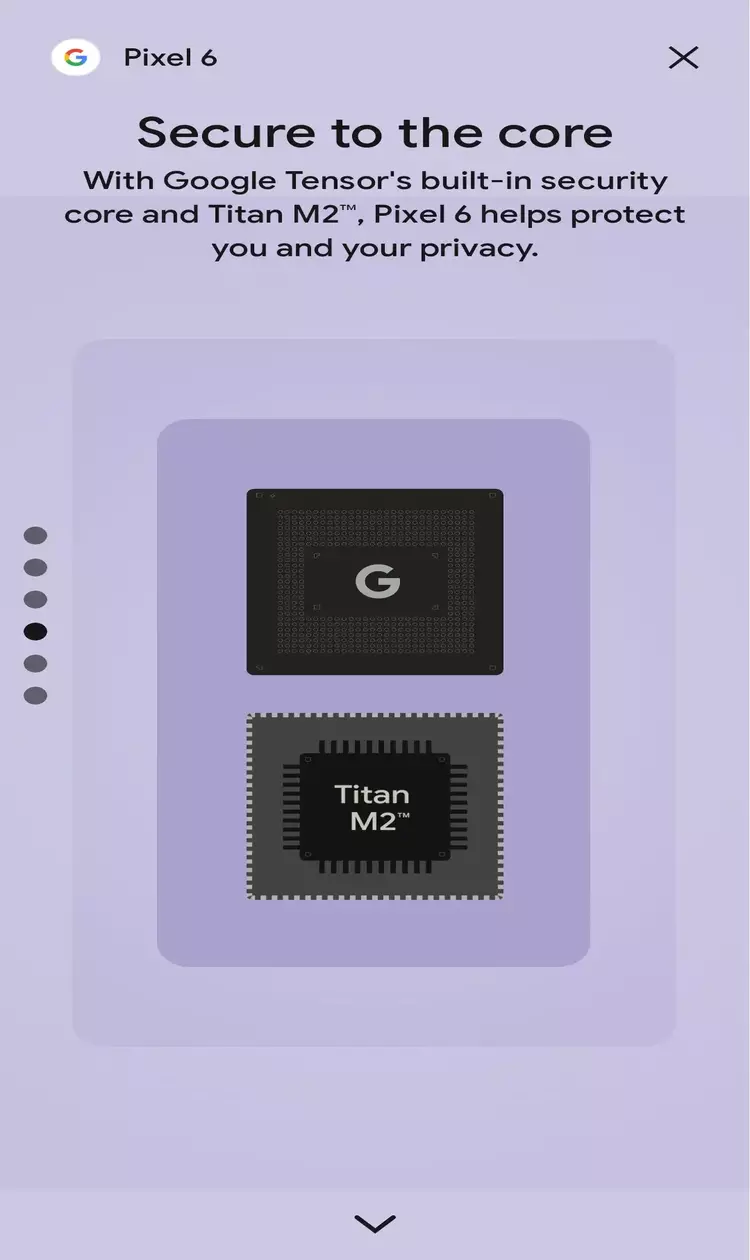 Pixel 6
Secure to the core
With Google Tensor's built-in security
core and Titan M2™, Pixel 6 helps protect
you and your privacy.
G
Titan
M2™